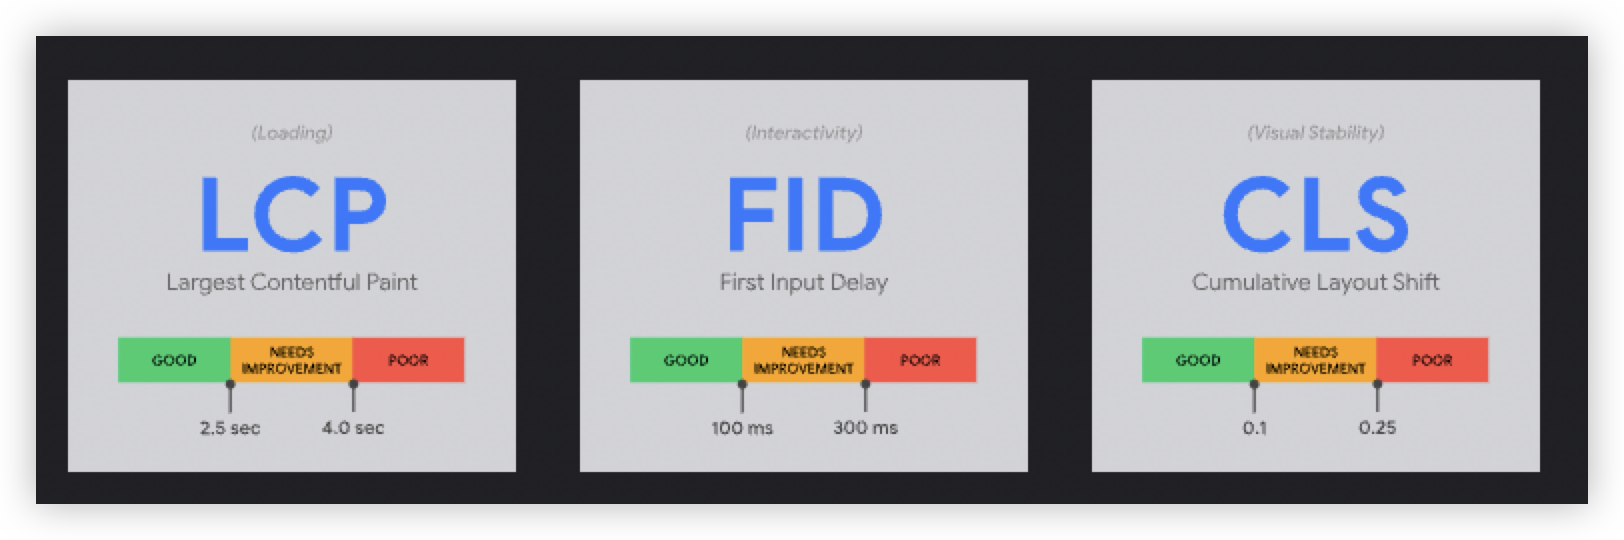 (Loading)
LCP
Largest Contentful Paint
GOOD
NEEDS
IMPROVEMENT
POOR
2.5 sec
4.0 sec
(Interactivity)
FID
First Input Delay
GOOD
NEEDS
IMPROVEMENT
POOR
100 ms
300 ms
(Visual Stability)
CLS
Cumulative Layout Shift
GOOD
NEEDS
IMPROVEMENT
POOR
0.1
0.25